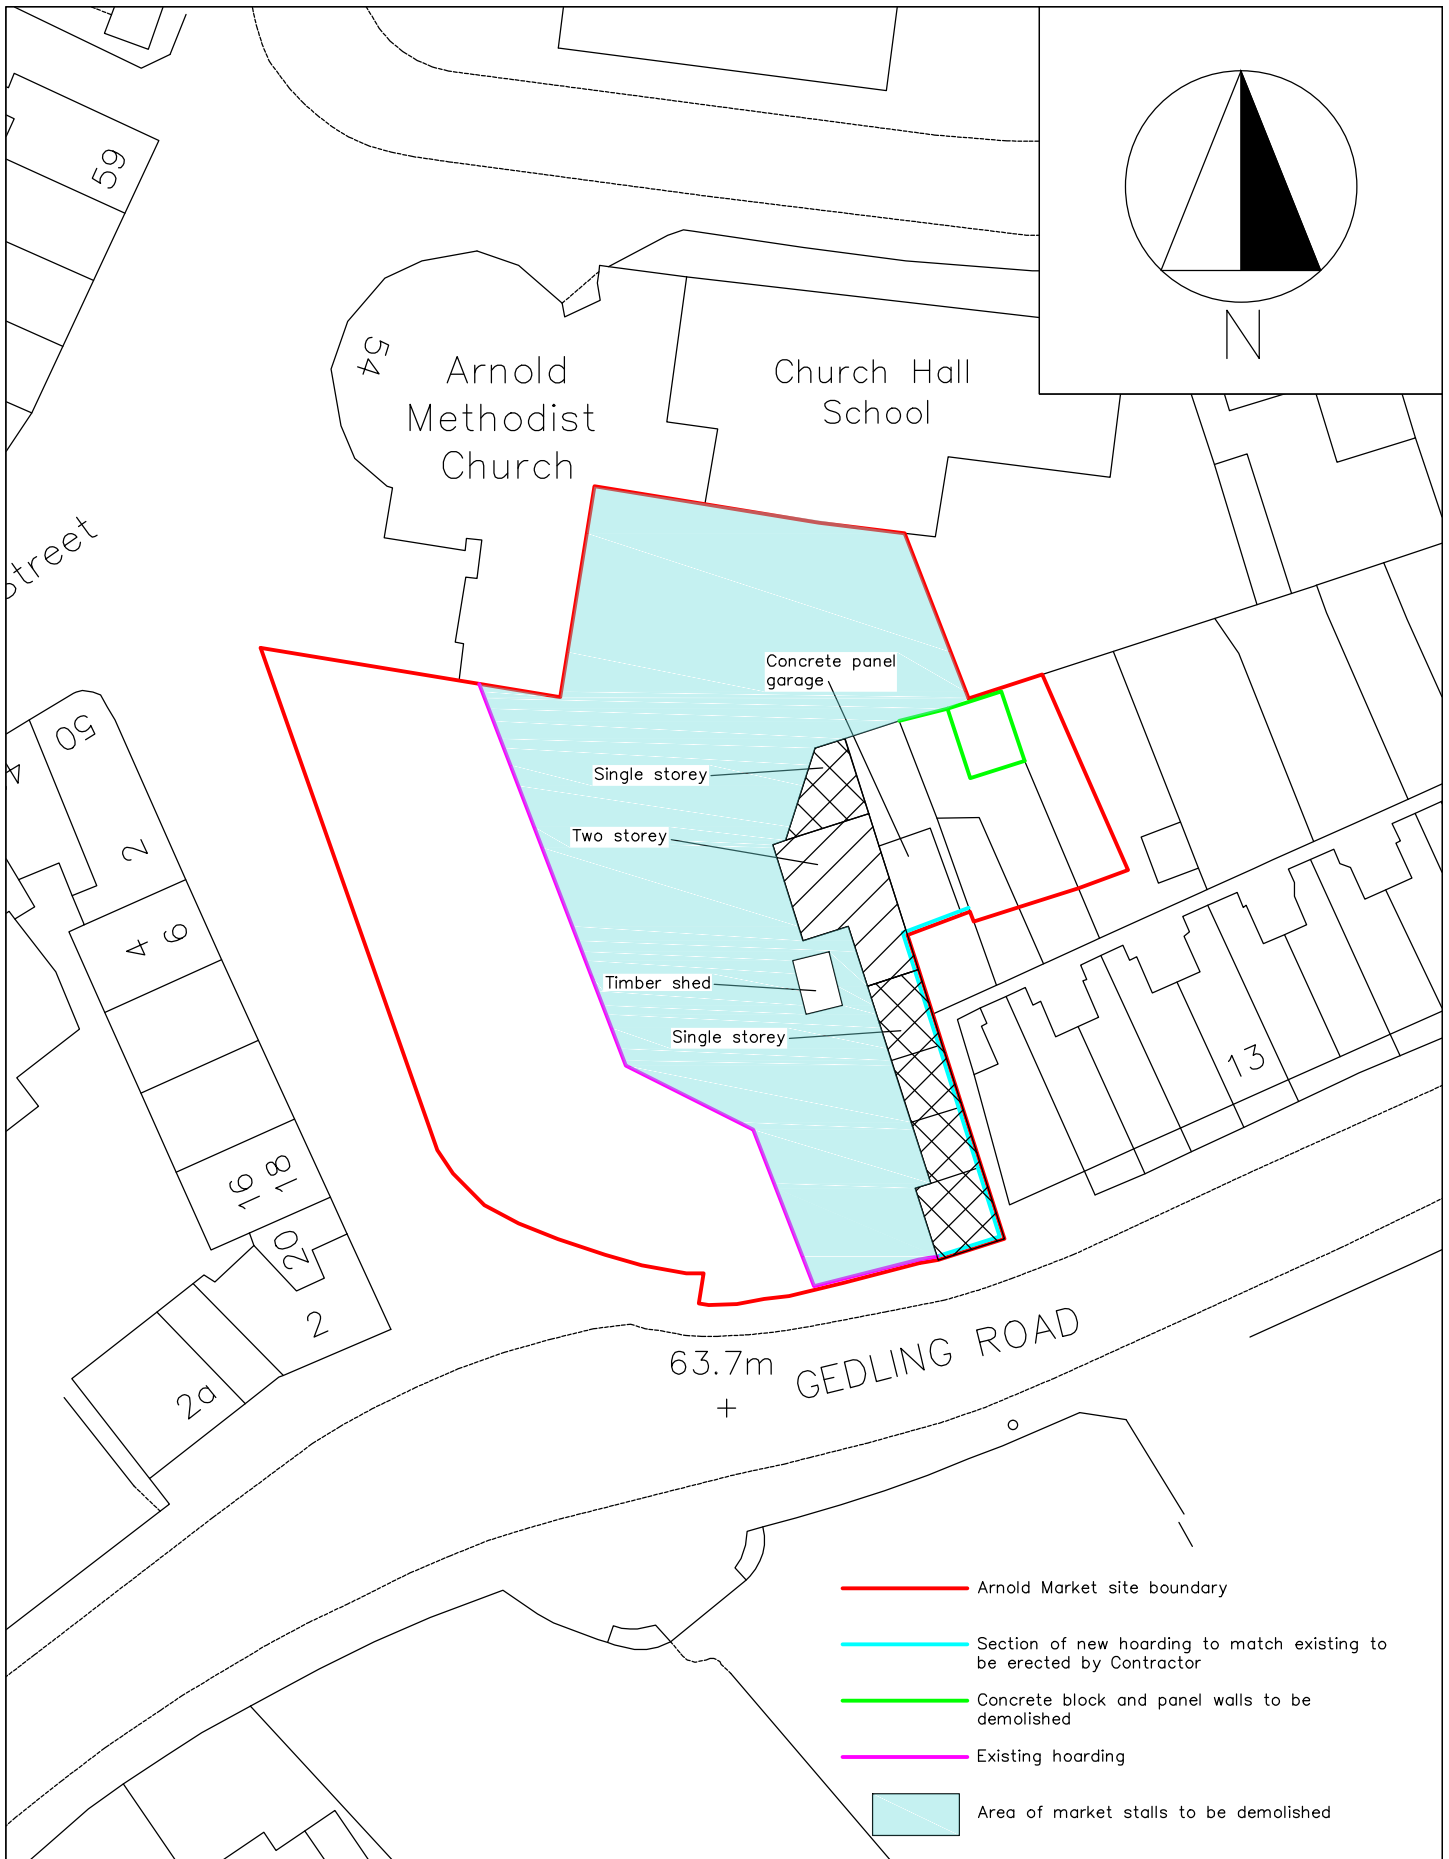 59
N
54
Arnold
Methodist
Church
Church Hall
School
Street
Concrete panel
garage
50
4
Single storey
Two storey
2
4
6
Timber shed
Single storey
13
16
18
20
2
2a
63.7m
GEDLING ROAD
Arnold Market site boundary
Section of new hoarding to match existing to
be erected by Contractor
Concrete block and panel walls to be
demolished
Existing hoarding
Area of market stalls to be demolished